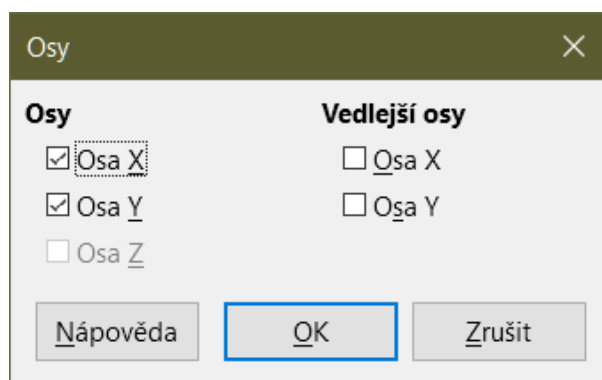 Osy
Osy Vedlejší osy
Osa X Osa X
Osa Y Osa Y
Osa Z
Nápověda OK Zrušit